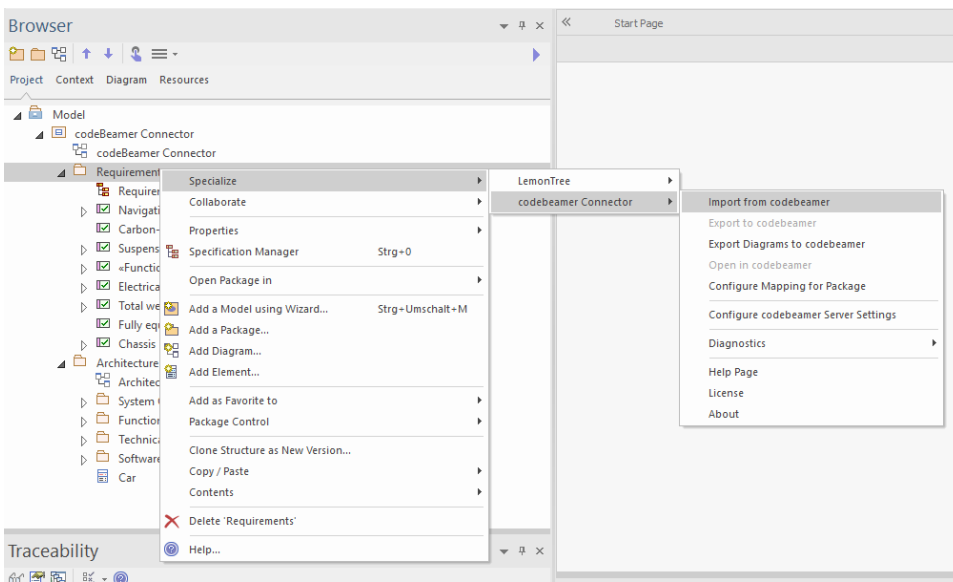 Browser
Start Page
Project Context Diagram Resources
Model
codeBeamer Connector
codeBeamer Connector
Requirement
Require
Navigati
Carbon-
Suspens
«Functio
Electrica
Total we
Fully equ
Chassis
Architecture
Architec
System
Function
Technica
Software
Car
Specialize
Collaborate
Properties
Specification Manager Strg+0
Open Package in
Add a Model using Wizard... Strg+Umschalt+M
Add a Package...
Add Diagram...
Add Element...
Add as Favorite to
Package Control
Clone Structure as New Version...
Copy / Paste
Contents
Delete 'Requirements'
Help...
LemonTree
codebeamer Connector
Import from codebeamer
Export to codebeamer
Export Diagrams to codebeamer
Open in codebeamer
Configure Mapping for Package
Configure codebeamer Server Settings
Diagnostics
Help Page
License
About
Traceability